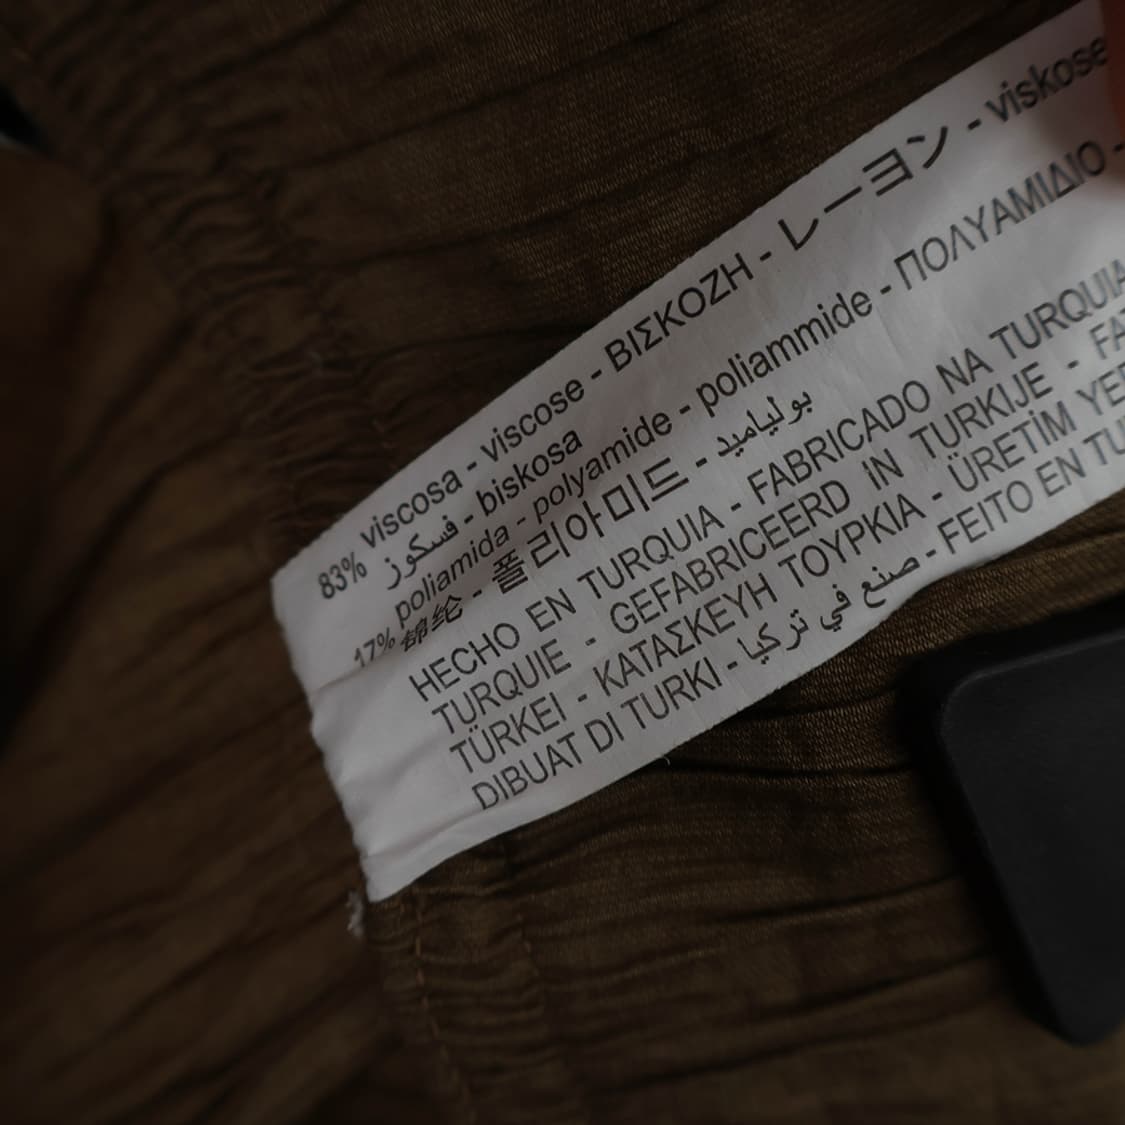 83% viscosa - viscose - ΒΙΣΚΟΖΗ - レーヨン - viskose
فسكوز - biskosa
17% poliamida - polyamide - poliammide - ΠΟΛΥΑΜΙΔΙΟ -
锦纶 - 폴리아미드 - بولياميد
HECHO EN TURQUIA - FABRICADO NA TURQUIA
TURQUIE - GEFABRICEERD IN TURKIJE -
TÜRKEI - ΚΑΤΑΣΚΕΥΗ ΤΟΥΡΚΙΑ - ÜRETİM
DIBUAT DI TURKI - صنع في تركيا - FEITO EN